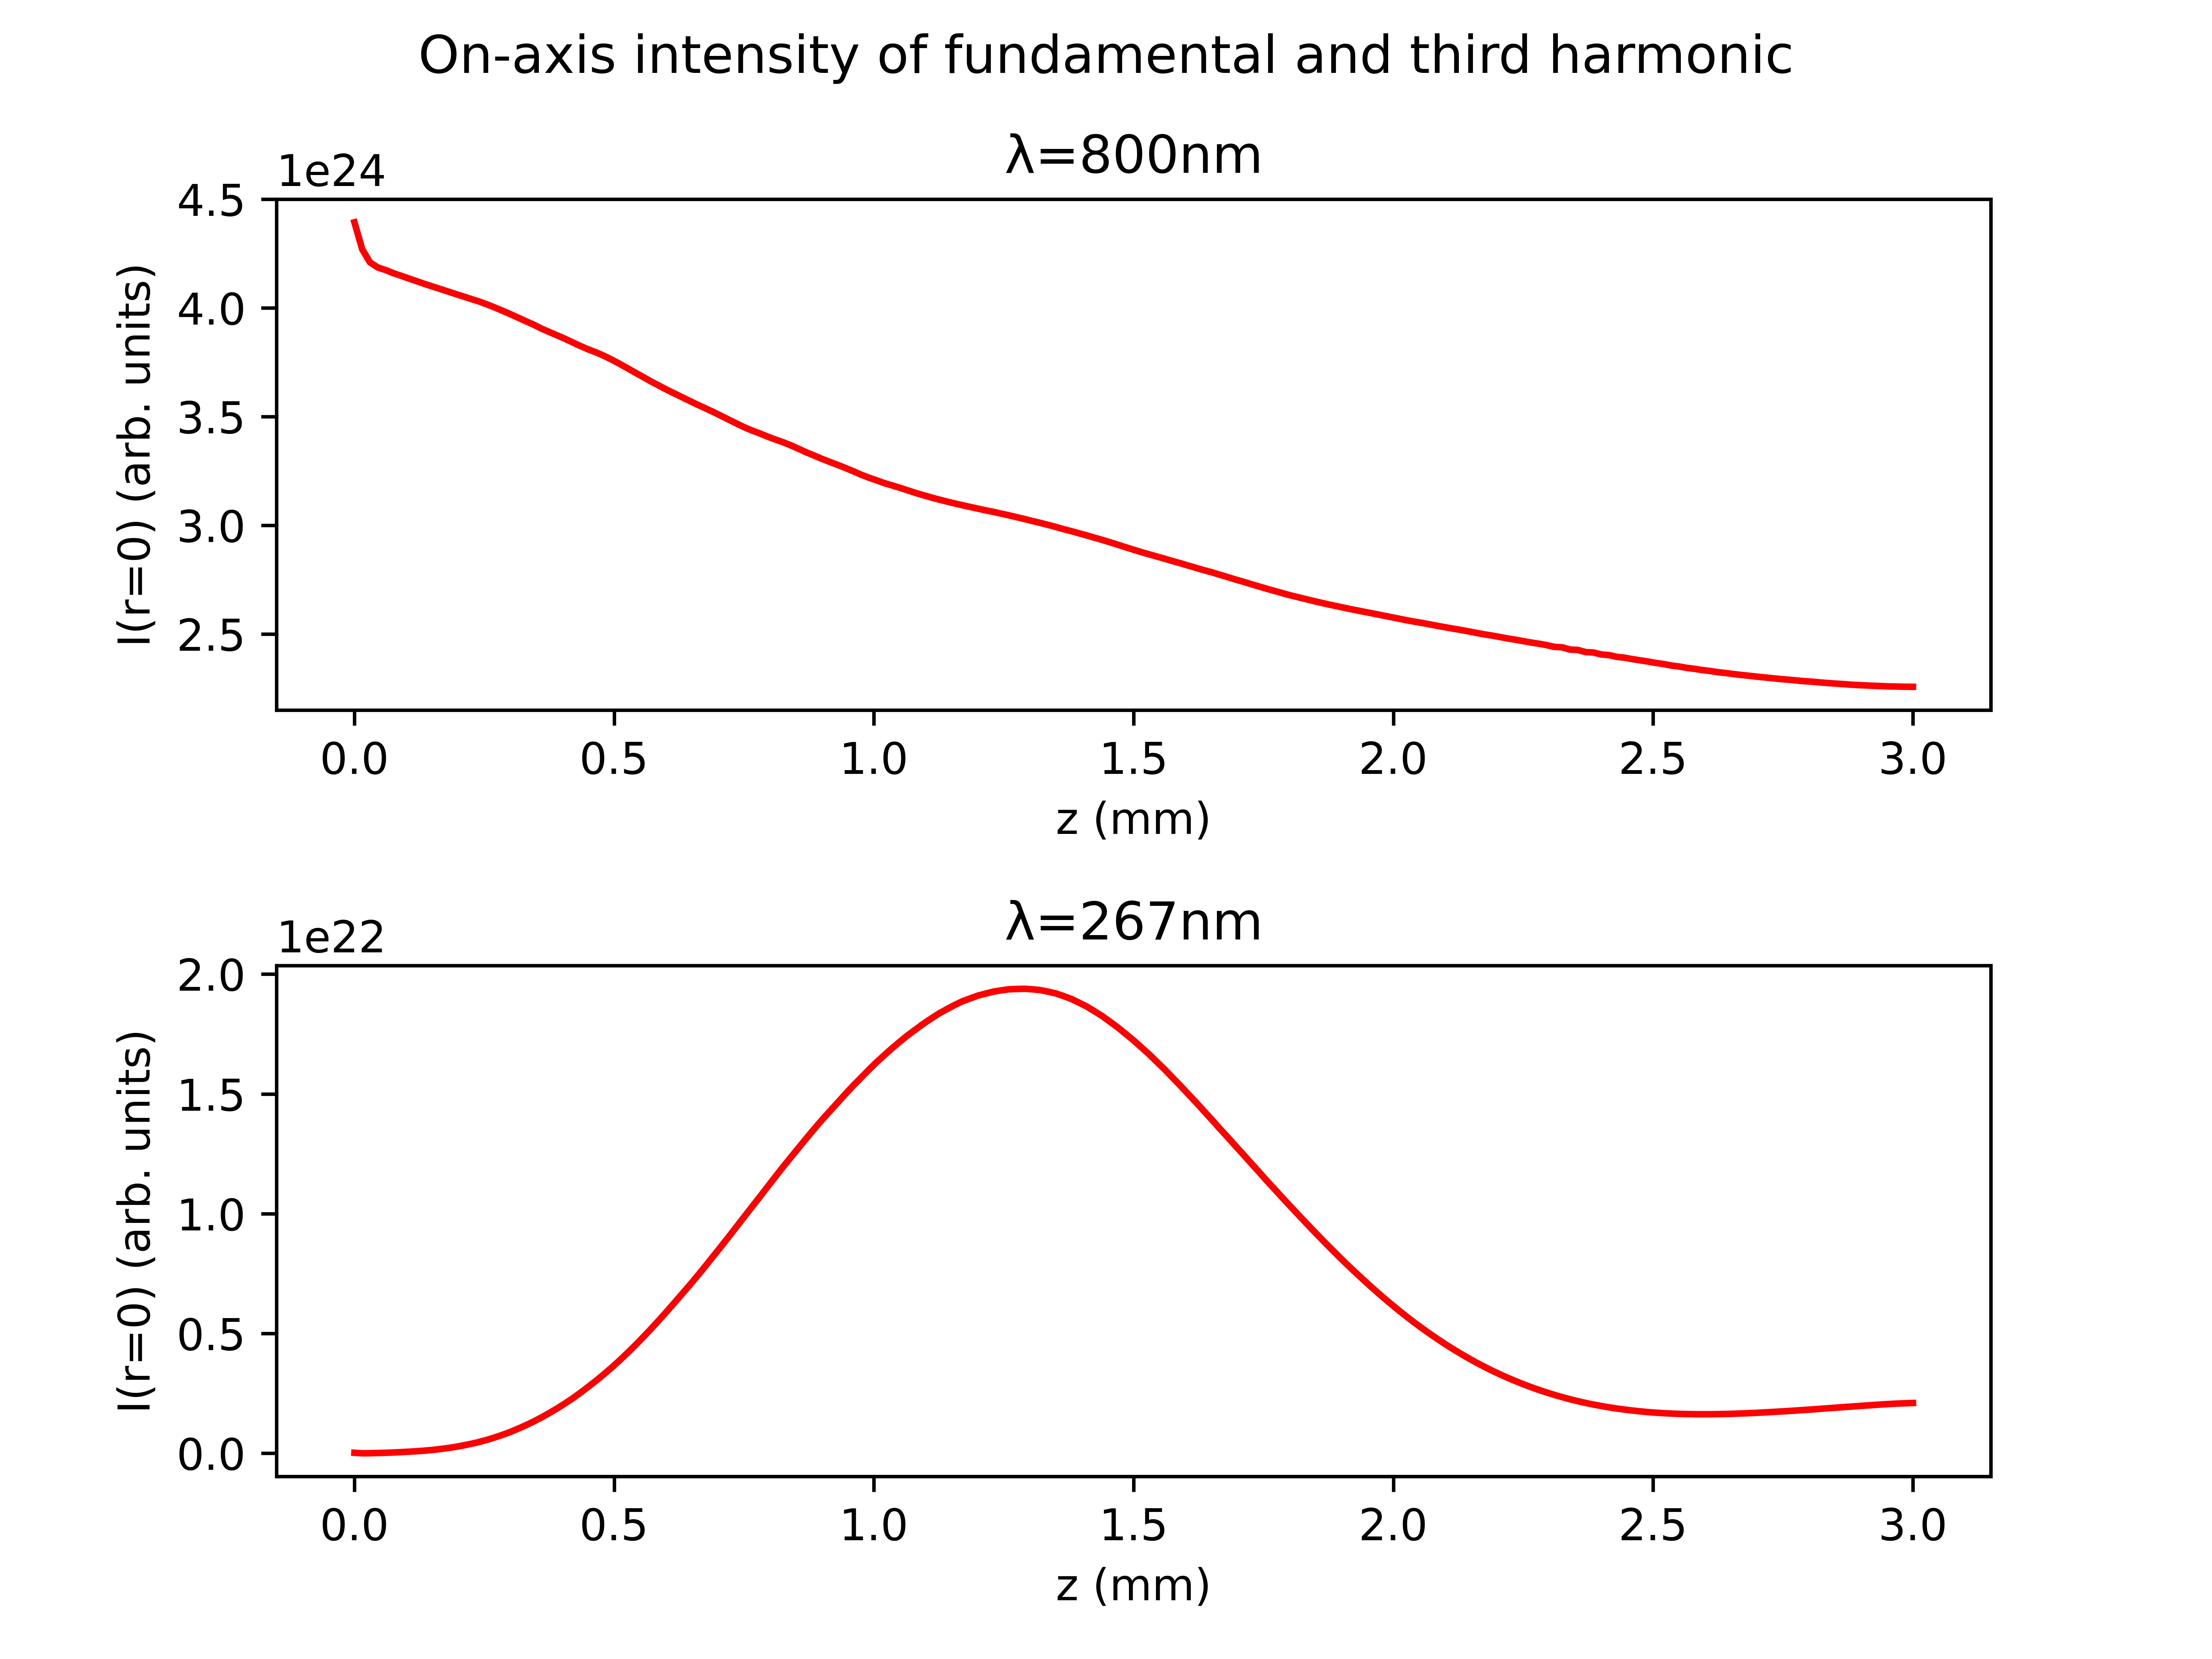 On-axis intensity of fundamental and third harmonic
λ=800nm
1e24
4.5
4.0
3.5
3.0
2.5
I(r=0) (arb. units)
0.0 0.5 1.0 1.5 2.0 2.5 3.0
z (mm)
λ=267nm
1e22
2.0
1.5
1.0
0.5
0.0
I(r=0) (arb. units)
0.0 0.5 1.0 1.5 2.0 2.5 3.0
z (mm)